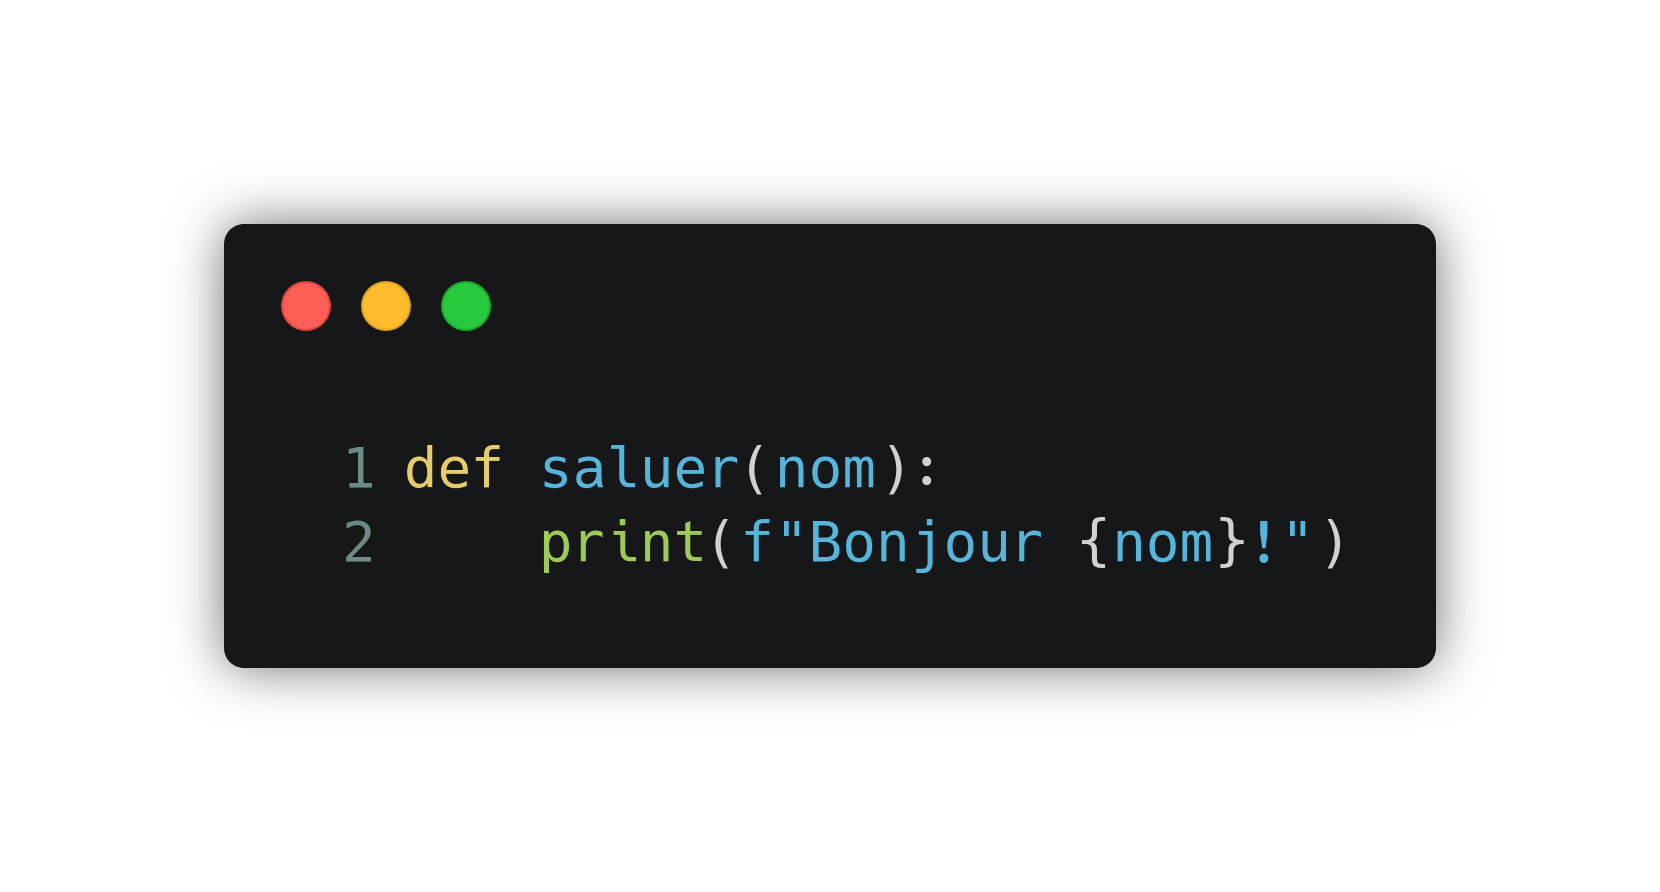 1 def saluer(nom):
2     print(f"Bonjour {nom}!")